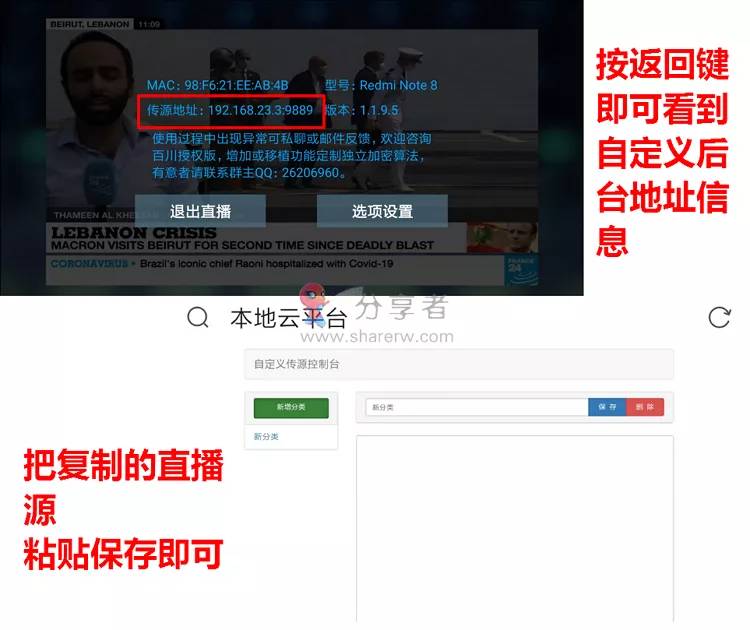 BEIRUT, LEBANON 11:09
MAC: 98:F6:21:EE:AB:4B 型号: Redmi Note 8
传源地址: 192.168.23.3:9889 版本: 1.1.9.5
使用过程中出现异常可私聊或邮件反馈, 欢迎咨询
百川授权版, 增加或移植功能定制独立加密算法,
有意者请联系群主QQ: 26206960。
退出直播 选项设置
THAMEEN AL KHE
LEBANON CRISIS
MACRON VISITS BEIRUT FOR SECOND TIME SINCE DEADLY BLAST
CORONAVIRUS • Brazil's iconic chief Raoni hospitalized with Covid-19
FRANCE
24
按返回键
即可看到
自定义后
台地址信
息
分享者
www.sharerw.com
本地云平台
自定义传源控制台
新增分类
新分类
新分类
保 存
删 除
把复制的直播
源
粘贴保存即可